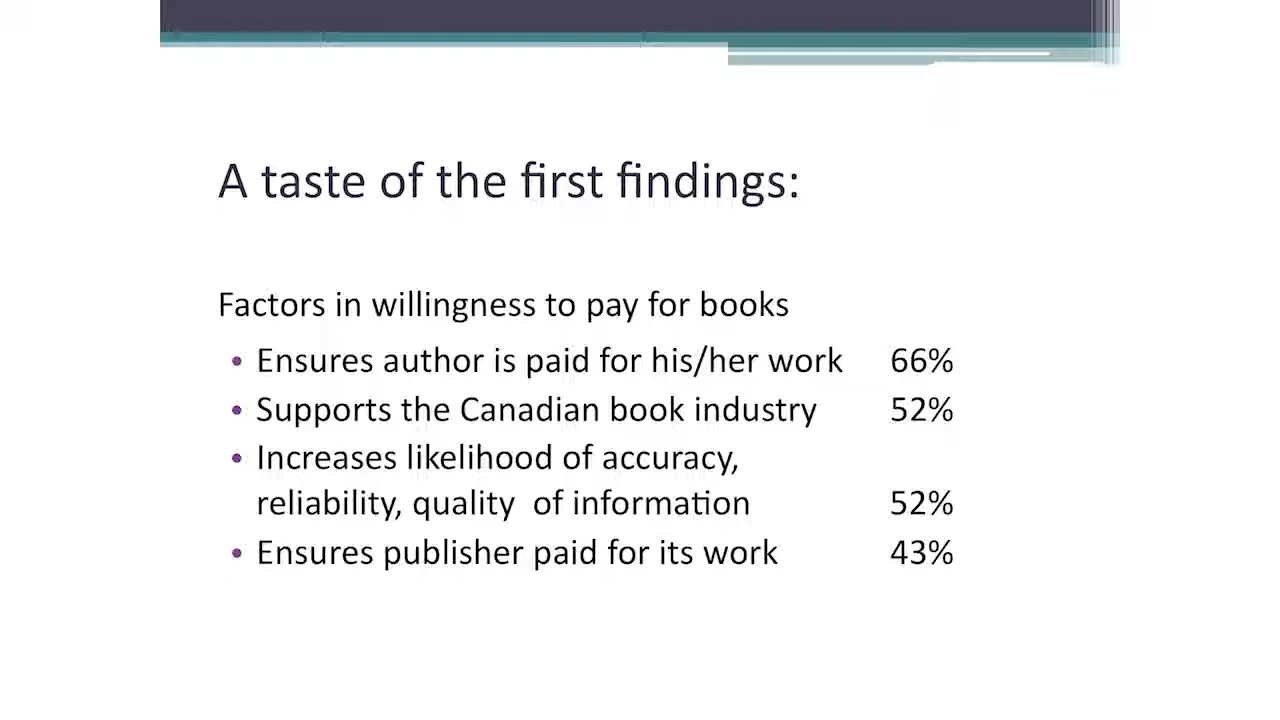 A taste of the first findings:
Factors in willingness to pay for books
• Ensures author is paid for his/her work 66%
• Supports the Canadian book industry 52%
• Increases likelihood of accuracy,
reliability, quality of information 52%
• Ensures publisher paid for its work 43%